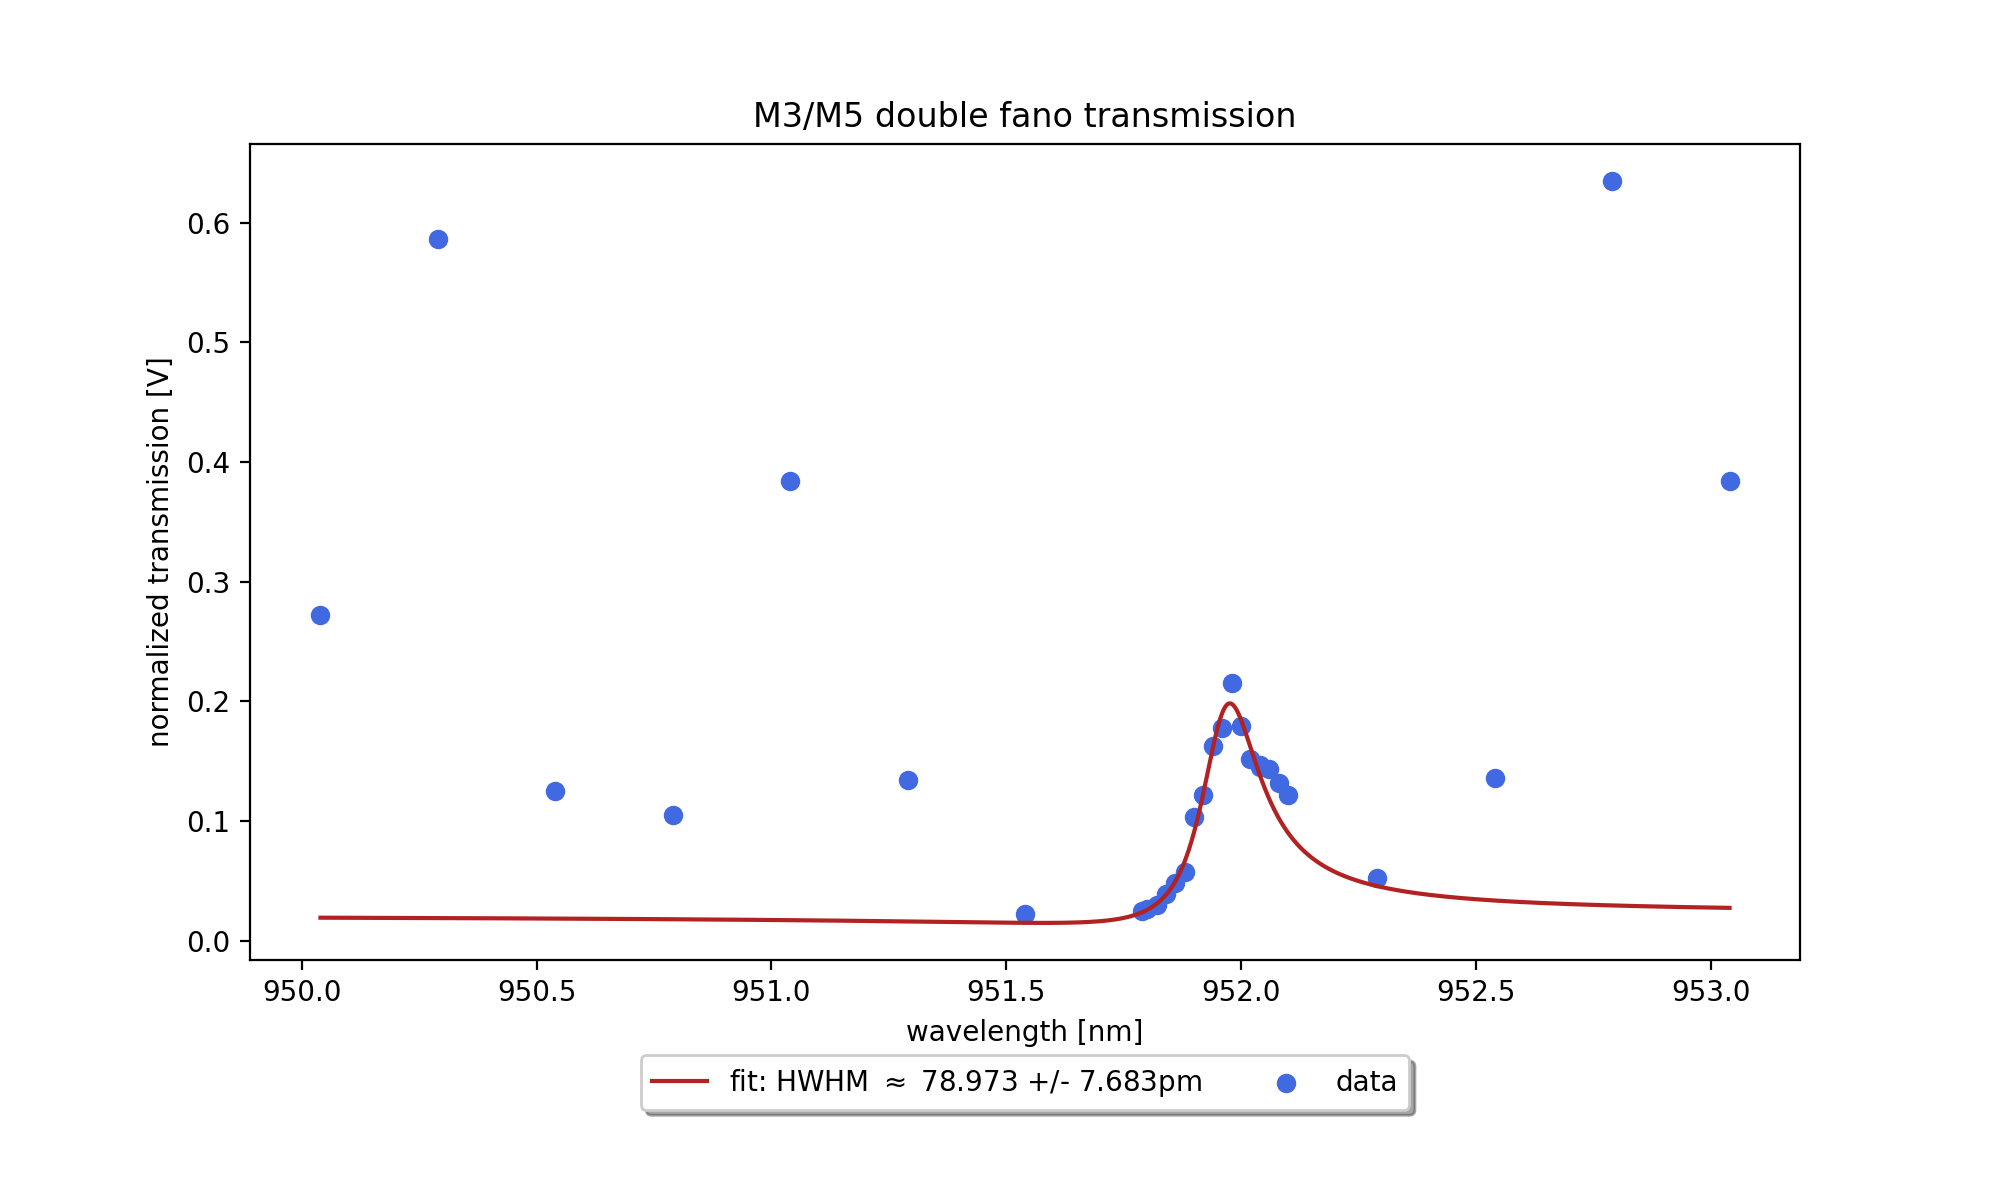 M3/M5 double fano transmission
normalized transmission [V]
0.6
0.5
0.4
0.3
0.2
0.1
0.0
950.0 950.5 951.0 951.5 952.0 952.5 953.0
wavelength [nm]
fit: HWHM ≈ 78.973 +/- 7.683pm data